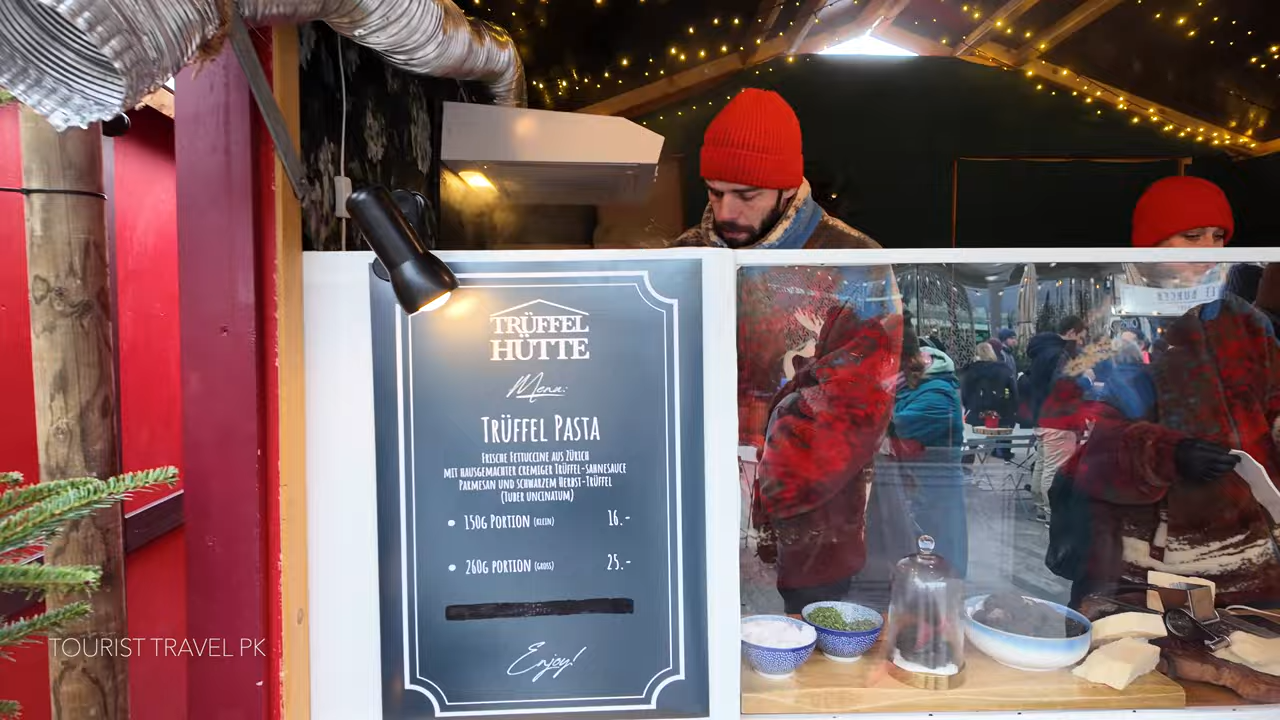 TRÜFFEL
HÜTTE
Menu:
TRÜFFEL PASTA
FRISCHE FETTUCCINE AUS ZÜRICH
MIT HAUSGEMACHTER CREMIGER TRÜFFEL-SAHNESAUCE
PARMESAN UND SCHWARZEM HERBST-TRÜFFEL
(TUBER UNCINATUM)
• 150G PORTION (KLEIN) 16.-
• 260G PORTION (GROSS) 25.-
Enjoy!
TOURIST TRAVEL PK